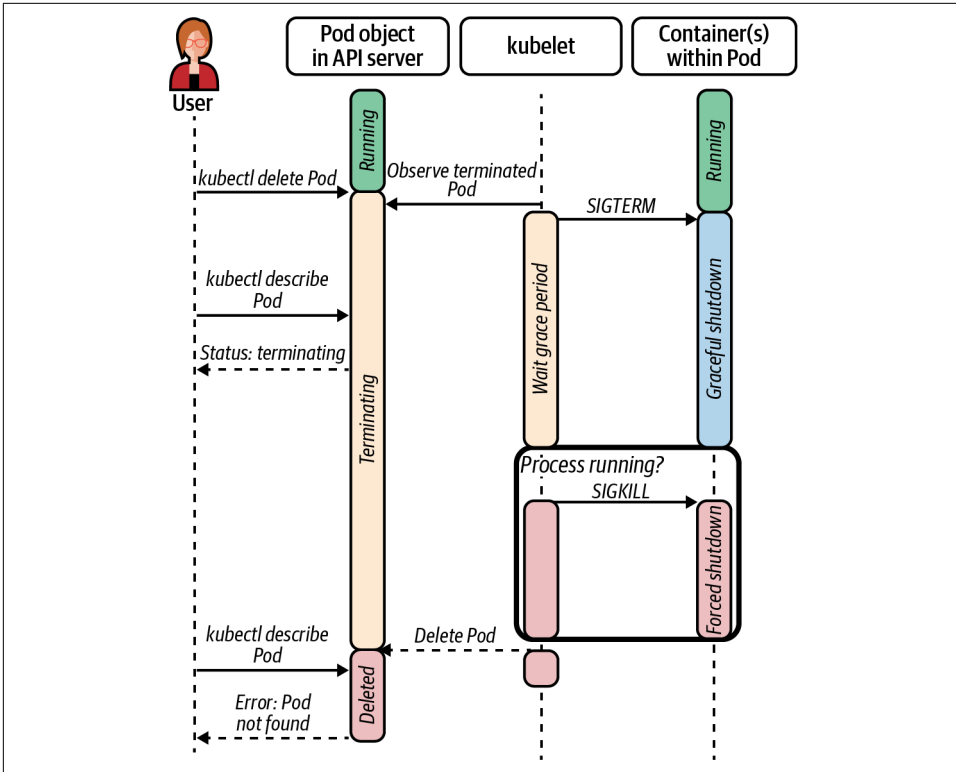 Pod object
in API server
kubelet
Container(s)
within Pod
User
Running
Running
kubectl delete Pod
Observe terminated
Pod
SIGTERM
kubectl describe
Pod
Wait grace period
Graceful shutdown
Status: terminating
Terminating
Process running?
SIGKILL
Forced shutdown
kubectl describe
Pod
Delete Pod
Deleted
Error: Pod
not found